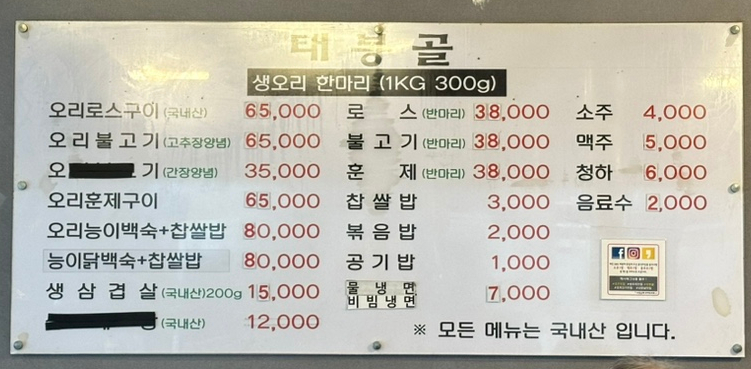 태봉골
생오리 한마리 (1KG 300g)
오리로스구이 (국내산) 65,000
오리불고기 (고추장양념) 65,000
오 기 (간장양념) 35,000
오리훈제구이 65,000
오리능이백숙+찹쌀밥 80,000
능이닭백숙+찹쌀밥 80,000
생삼겹살 (국내산) 200g 15,000
(국내산) 12,000
로스 (반마리) 38,000
불고기 (반마리) 38,000
훈제 (반마리) 38,000
찹쌀밥 3,000
볶음밥 2,000
공기밥 1,000
물냉면
비빔냉면 7,000
소주 4,000
맥주 5,000
청하 6,000
음료수 2,000
※ 모든 메뉴는 국내산 입니다.